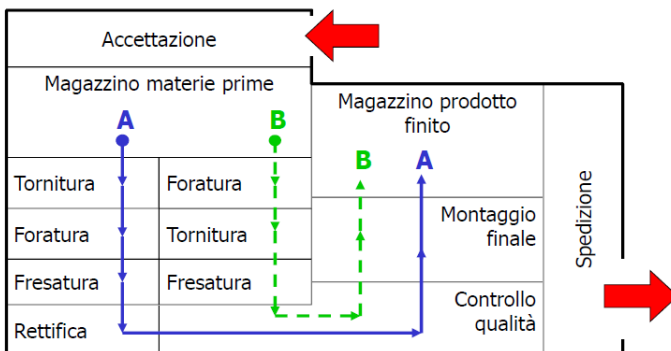 Accettazione
Magazzino materie prime
A
B
Magazzino prodotto
finito
B
A
Tornitura
Foratura
Foratura
Tornitura
Fresatura
Fresatura
Rettifica
Montaggio
finale
Controllo
qualità
Spedizione